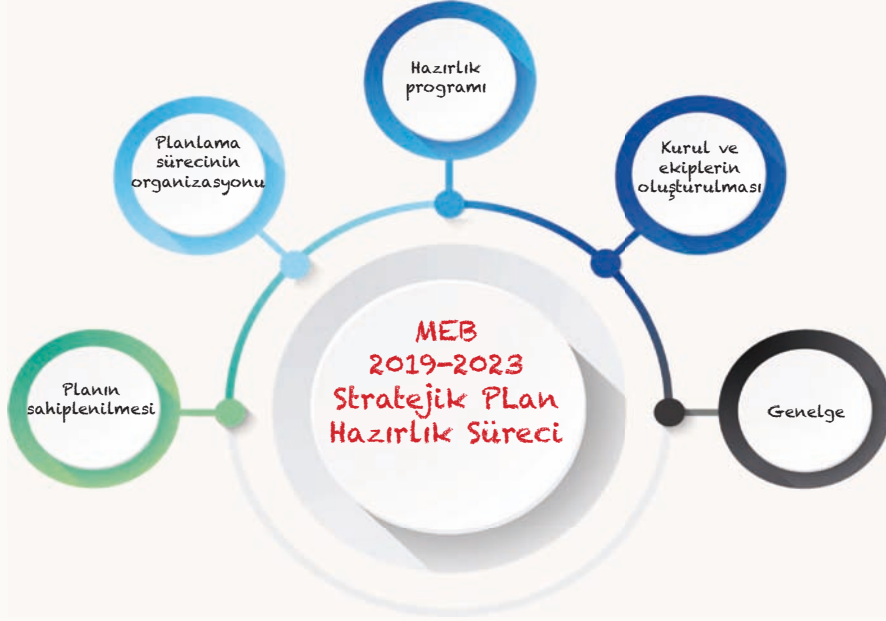 Hazırlık
programı
Planlama
sürecinin
organizasyonu
Kurul ve
ekiplerin
oluşturulması
MEB
2019-2023
Stratejik PLan
Hazırlık Süreci
Planın
sahiplenilmesi
Genelge